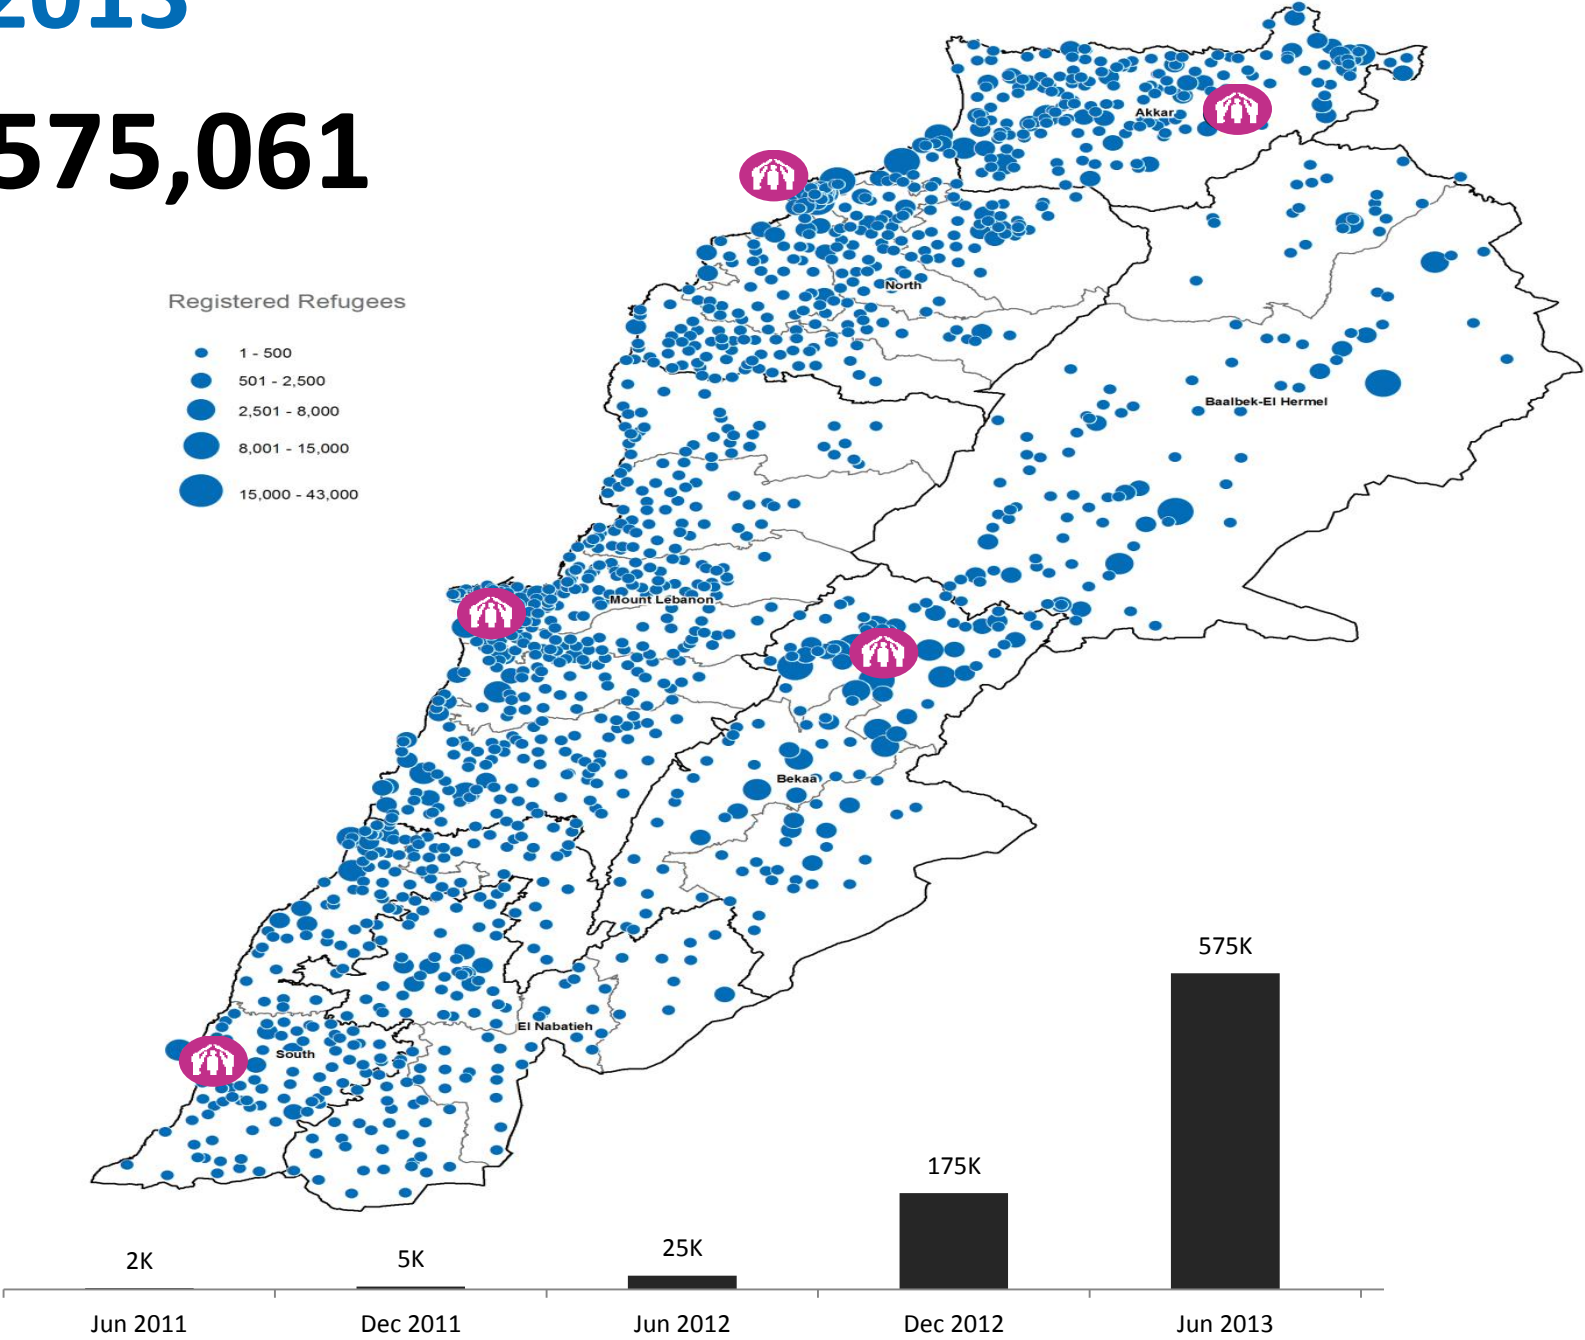 2013
575,061
Registered Refugees
1 - 500
501 - 2,500
2,501 - 8,000
8,001 - 15,000
15,000 - 43,000
Akkar
North
Baalbek-El Hermel
Mount Lebanon
Bekaa
El Nabatieh
South
575K
175K
25K
5K
2K
Jun 2011
Dec 2011
Jun 2012
Dec 2012
Jun 2013